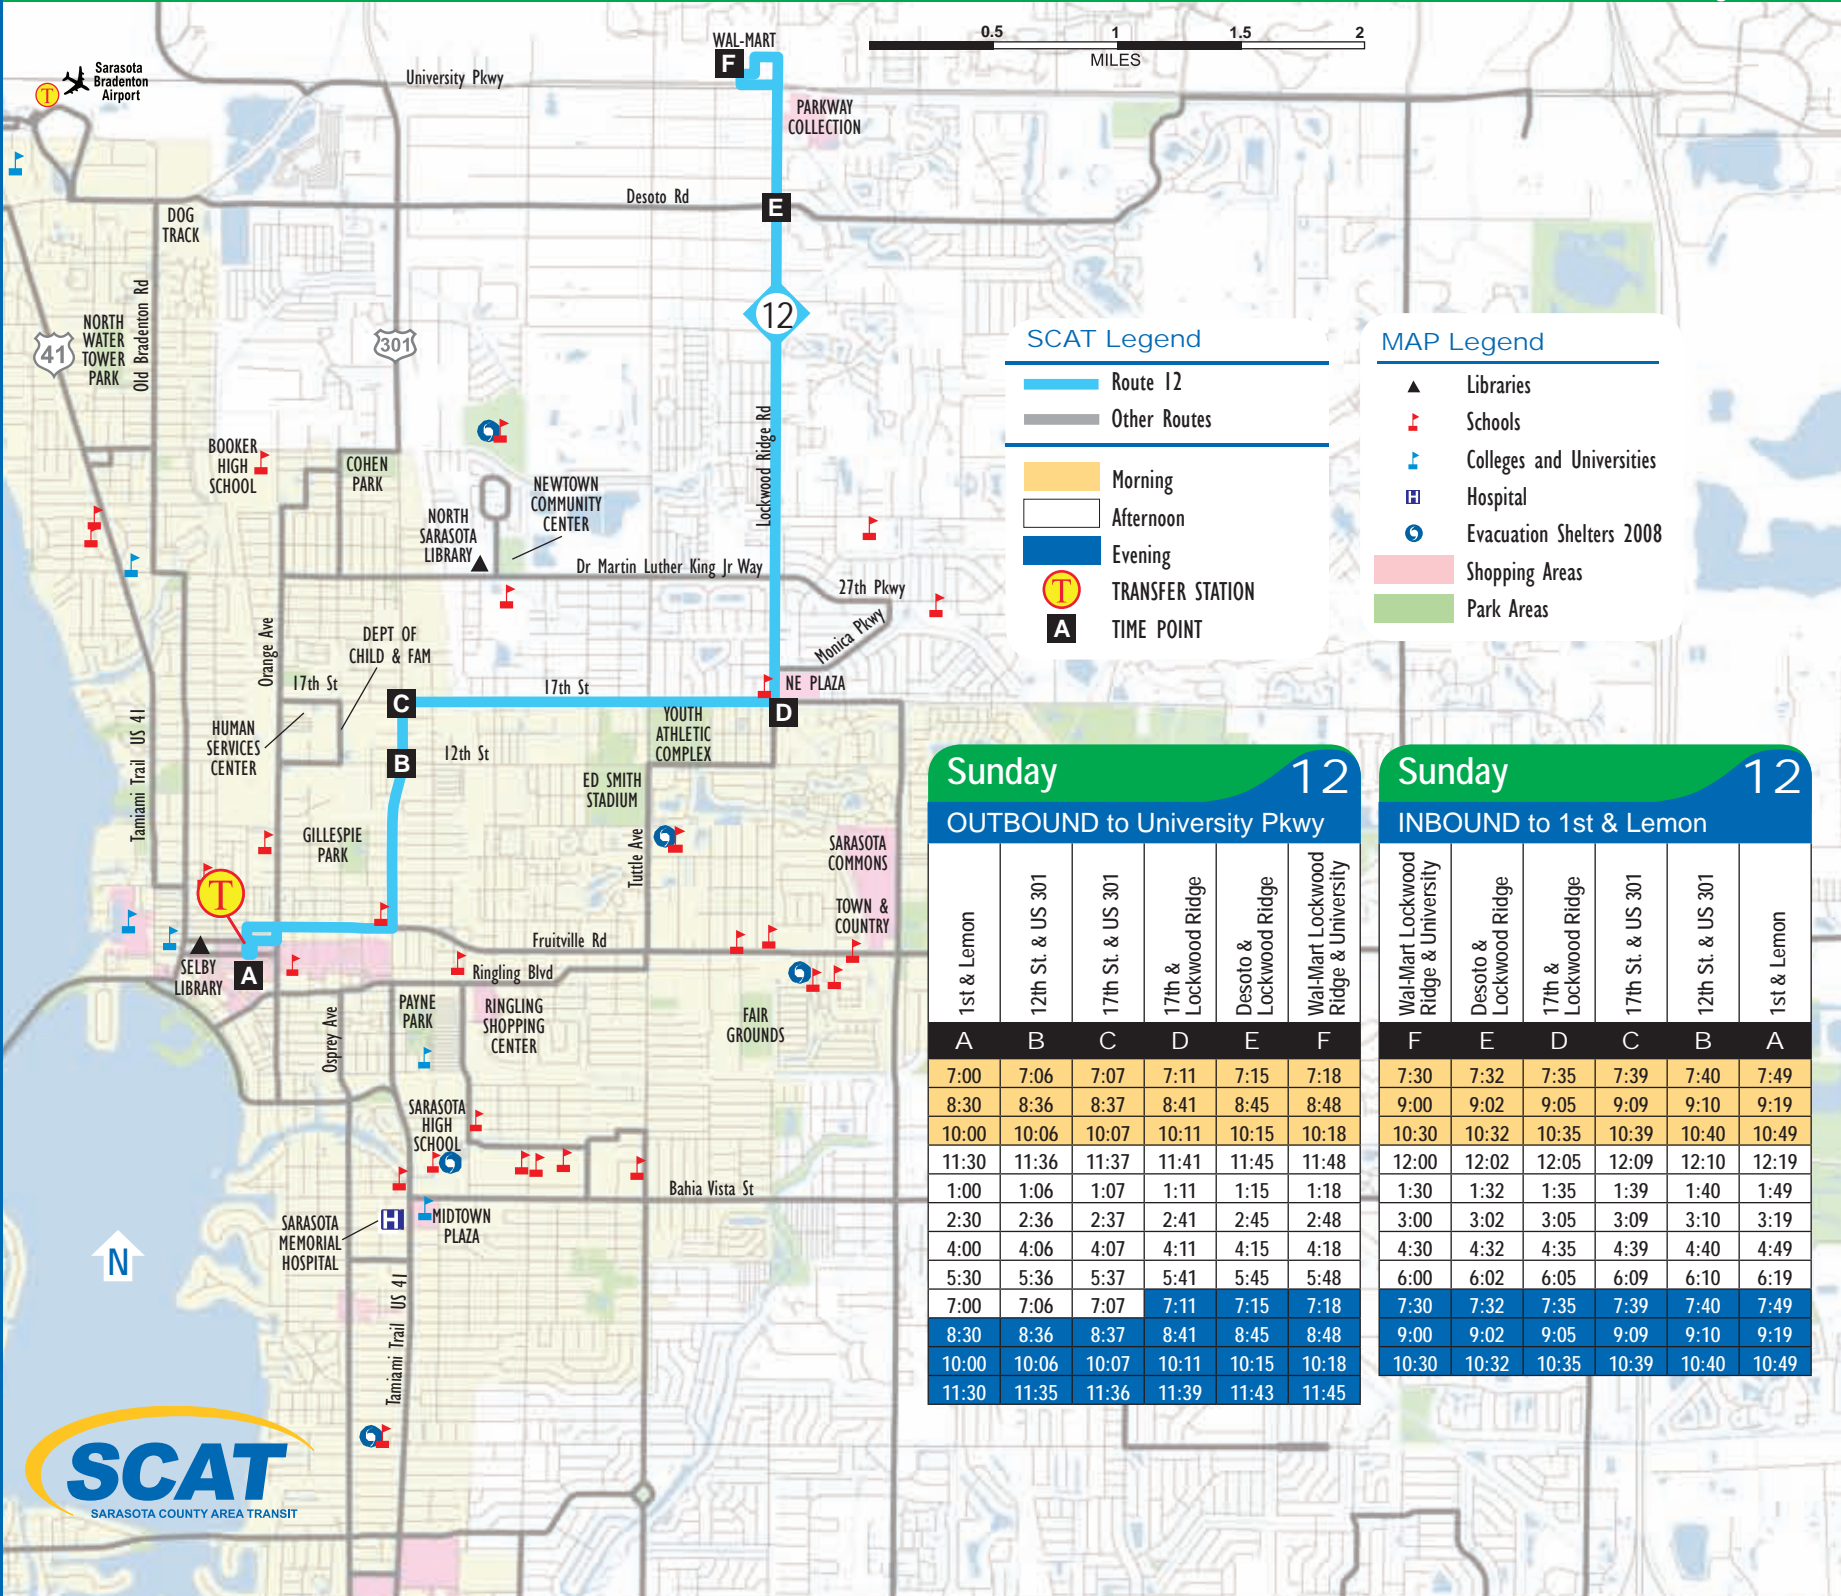 WAL-MART
F
0.5 1 1.5 2
MILES
Sarasota
Bradenton
Airport
T
University Pkwy
PARKWAY
COLLECTION
Desoto Rd
E
DOG
TRACK
Old Bradenton Rd
12
NORTH
WATER
TOWER
PARK
41
301
Lockwood Ridge Rd
SCAT Legend
Route 12
Other Routes
Morning
Afternoon
Evening
T TRANSFER STATION
A TIME POINT
MAP Legend
Libraries
Schools
Colleges and Universities
H Hospital
Evacuation Shelters 2008
Shopping Areas
Park Areas
BOOKER
HIGH
SCHOOL
COHEN
PARK
NEWTOWN
COMMUNITY
CENTER
NORTH
SARASOTA
LIBRARY
Dr Martin Luther King Jr Way
27th Pkwy
Monica Pkwy
Orange Ave
DEPT OF
CHILD & FAM
17th St
17th St
NE PLAZA
C
D
HUMAN
SERVICES
CENTER
B
12th St
YOUTH
ATHLETIC
COMPLEX
Tamiami Trail US 41
ED SMITH
STADIUM
GILLESPIE
PARK
Tuttle Ave
SARASOTA
COMMONS
TOWN &
COUNTRY
T
Fruitville Rd
SELBY
LIBRARY
A
Ringling Blvd
Osprey Ave
PAYNE
PARK
RINGLING
SHOPPING
CENTER
FAIR
GROUNDS
SARASOTA
HIGH
SCHOOL
Bahia Vista St
H
SARASOTA
MEMORIAL
HOSPITAL
MIDTOWN
PLAZA
N
Tamiami Trail US 41
SCAT
SARASOTA COUNTY AREA TRANSIT
Sunday 12
OUTBOUND to University Pkwy
1st & Lemon
12th St. & US 301
17th St. & US 301
17th &
Lockwood Ridge
Desoto &
Lockwood Ridge
Wal-Mart Lockwood
Ridge & University
A B C D E F
7:00 7:06 7:07 7:11 7:15 7:18
8:30 8:36 8:37 8:41 8:45 8:48
10:00 10:06 10:07 10:11 10:15 10:18
11:30 11:36 11:37 11:41 11:45 11:48
1:00 1:06 1:07 1:11 1:15 1:18
2:30 2:36 2:37 2:41 2:45 2:48
4:00 4:06 4:07 4:11 4:15 4:18
5:30 5:36 5:37 5:41 5:45 5:48
7:00 7:06 7:07 7:11 7:15 7:18
8:30 8:36 8:37 8:41 8:45 8:48
10:00 10:06 10:07 10:11 10:15 10:18
11:30 11:35 11:36 11:39 11:43 11:45
Sunday 12
INBOUND to 1st & Lemon
Wal-Mart Lockwood
Ridge & University
Desoto &
Lockwood Ridge
17th &
Lockwood Ridge
17th St. & US 301
12th St. & US 301
1st & Lemon
F E D C B A
7:30 7:32 7:35 7:39 7:40 7:49
9:00 9:02 9:05 9:09 9:10 9:19
10:30 10:32 10:35 10:39 10:40 10:49
12:00 12:02 12:05 12:09 12:10 12:19
1:30 1:32 1:35 1:39 1:40 1:49
3:00 3:02 3:05 3:09 3:10 3:19
4:30 4:32 4:35 4:39 4:40 4:49
6:00 6:02 6:05 6:09 6:10 6:19
7:30 7:32 7:35 7:39 7:40 7:49
9:00 9:02 9:05 9:09 9:10 9:19
10:30 10:32 10:35 10:39 10:40 10:49